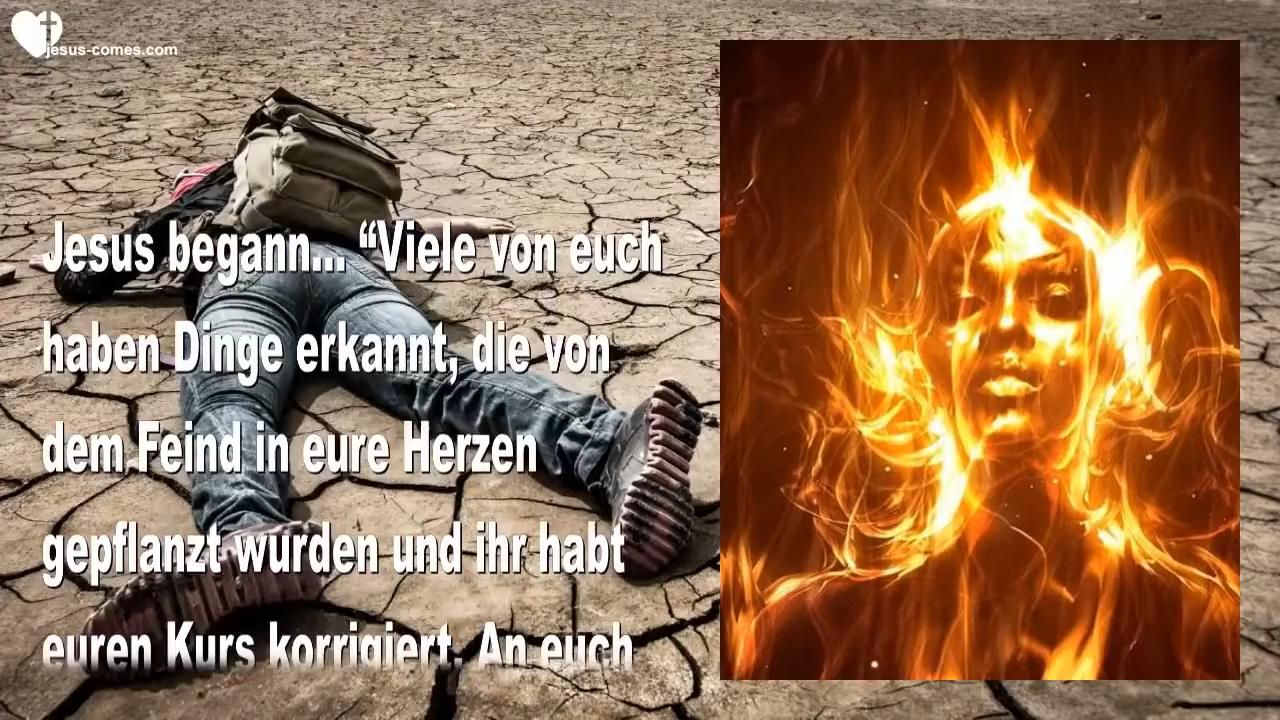 jesus-comes.com
Jesus begann... “Viele von euch
haben Dinge erkannt, die von
dem Feind in eure Herzen
gepflanzt wurden und ihr habt
euren Kurs korrigiert. An euch